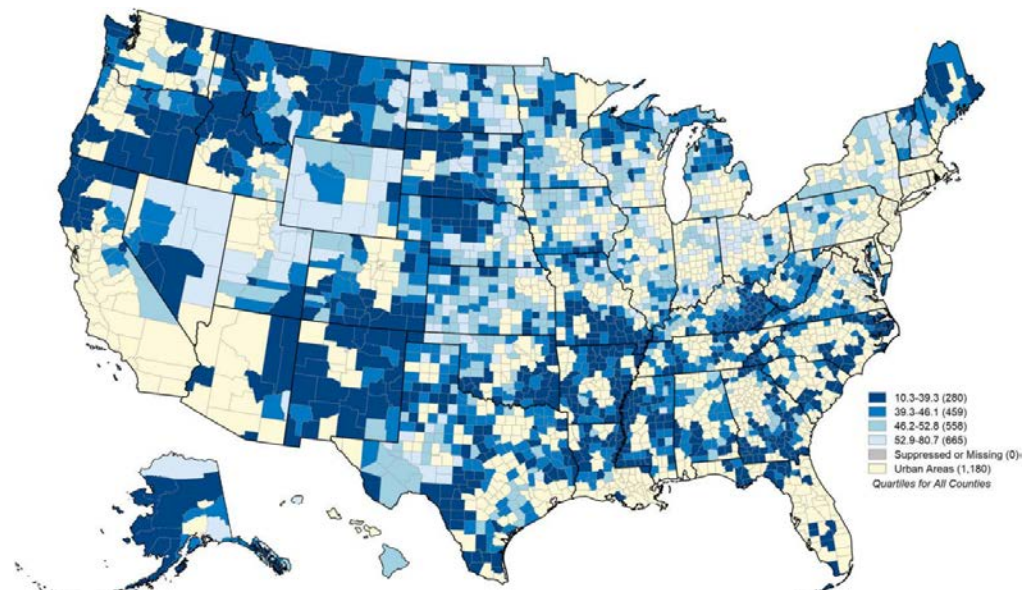 10.3-39.3 (280)
39.3-46.1 (459)
46.2-52.8 (558)
52.9-80.7 (665)
Suppressed or Missing (0)
Urban Areas (1,180)
Quartiles for All Counties